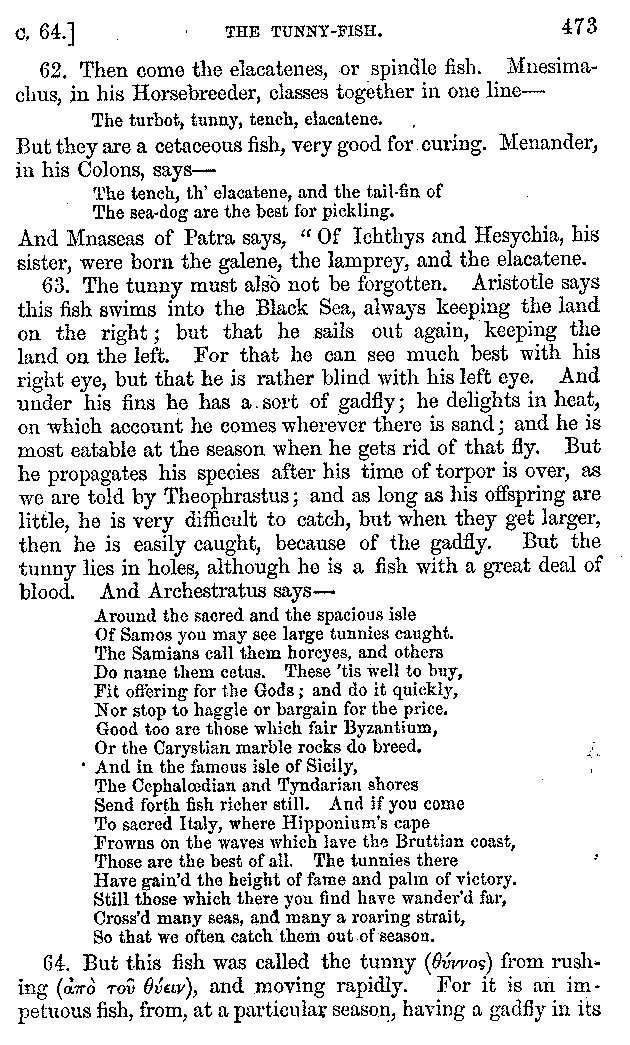 C. 64.] THE TUNNY-FISH. 473
62. Then come the elacatenes, or spindle fish. Mnesima-
chus, in his Horsebreeder, classes together in one line—
The turbot, tunny, tench, elacatene.
But they are a cetaceous fish, very good for curing. Menander,
in his Colons, says—
The tench, th' elacatene, and the tail-fin of
The sea-dog are the best for pickling.
And Mnaseas of Patra says, "Of Ichthys and Hesychia, his
sister, were born the galene, the lamprey, and the elacatene.
63. The tunny must also not be forgotten. Aristotle says
this fish swims into the Black Sea, always keeping the land
on the right; but that he sails out again, keeping the
land on the left. For that he can see much best with his
right eye, but that he is rather blind with his left eye. And
under his fins he has a sort of gadfly; he delights in heat,
on which account he comes wherever there is sand; and he is
most eatable at the season when he gets rid of that fly. But
he propagates his species after his time of torpor is over, as
we are told by Theophrastus; and as long as his offspring are
little, he is very difficult to catch, but when they get larger,
then he is easily caught, because of the gadfly. But the
tunny lies in holes, although he is a fish with a great deal of
blood. And Archestratus says—
Around the sacred and the spacious isle
Of Samos you may see large tunnies caught.
The Samians call them horcyes, and others
Do name them cetus. These 'tis well to buy,
Fit offering for the Gods; and do it quickly,
Nor stop to haggle or bargain for the price.
Good too are those which fair Byzantium,
Or the Carystian marble rocks do breed.
And in the famous isle of Sicily,
The Cephalœdian and Tyndarian shores
Send forth fish richer still. And if you come
To sacred Italy, where Hipponium's cape
Frowns on the waves which lave the Bruttian coast,
Those are the best of all. The tunnies there
Have gain'd the height of fame and palm of victory.
Still those which there you find have wander'd far,
Cross'd many seas, and many a roaring strait,
So that we often catch them out of season.
64. But this fish was called the tunny (θύννος) from rush-
ing (ἀπὸ τοῦ θύειν), and moving rapidly. For it is an im-
petuous fish, from, at a particular season, having a gadfly in its